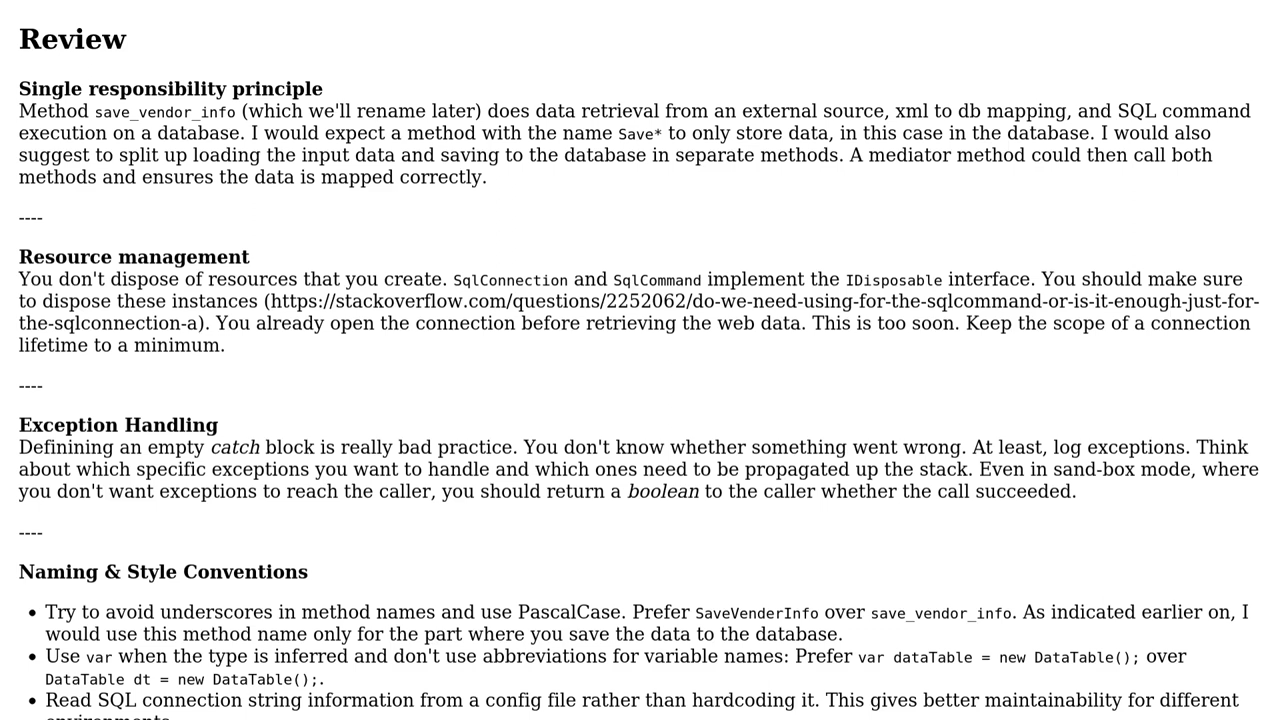 Review
Single responsibility principle
Method save_vendor_info (which we'll rename later) does data retrieval from an external source, xml to db mapping, and SQL command
execution on a database. I would expect a method with the name Save* to only store data, in this case in the database. I would also
suggest to split up loading the input data and saving to the database in separate methods. A mediator method could then call both
methods and ensures the data is mapped correctly.
----
Resource management
You don't dispose of resources that you create. SqlConnection and SqlCommand implement the IDisposable interface. You should make sure
to dispose these instances (https://stackoverflow.com/questions/2252062/do-we-need-using-for-the-sqlcommand-or-is-it-enough-just-for-
the-sqlconnection-a). You already open the connection before retrieving the web data. This is too soon. Keep the scope of a connection
lifetime to a minimum.
----
Exception Handling
Definining an empty catch block is really bad practice. You don't know whether something went wrong. At least, log exceptions. Think
about which specific exceptions you want to handle and which ones need to be propagated up the stack. Even in sand-box mode, where
you don't want exceptions to reach the caller, you should return a boolean to the caller whether the call succeeded.
----
Naming & Style Conventions
• Try to avoid underscores in method names and use PascalCase. Prefer SaveVenderInfo over save_vendor_info. As indicated earlier on, I
would use this method name only for the part where you save the data to the database.
• Use var when the type is inferred and don't use abbreviations for variable names: Prefer var dataTable = new DataTable(); over
DataTable dt = new DataTable();.
• Read SQL connection string information from a config file rather than hardcoding it. This gives better maintainability for different